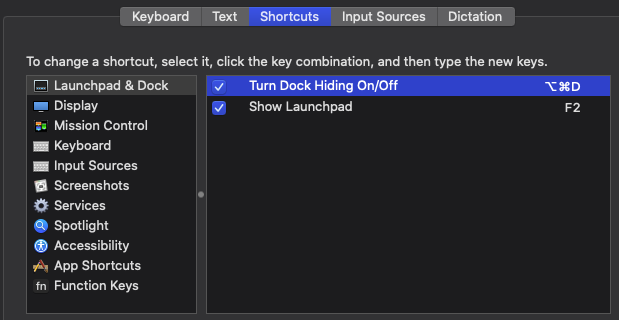 Keyboard Text Shortcuts Input Sources Dictation
To change a shortcut, select it, click the key combination, and then type the new keys.
Launchpad & Dock
Display
Mission Control
Keyboard
Input Sources
Screenshots
Services
Spotlight
Accessibility
App Shortcuts
fn Function Keys
Turn Dock Hiding On/Off ⌥⌘D
Show Launchpad F2